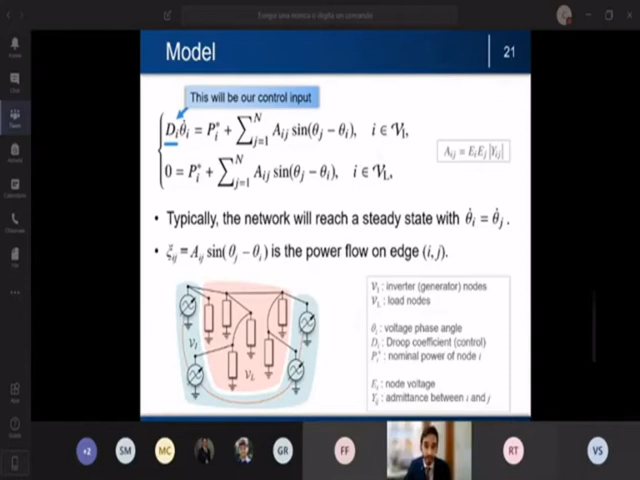 Model
21
This will be our control input
D_i θ̇_i = P_i^* + ∑_{j=1}^N A_ij sin(θ_j − θ_i), i ∈ 𝒱_I,
0 = P_i^* + ∑_{j=1}^N A_ij sin(θ_j − θ_i), i ∈ 𝒱_L,
A_ij = E_i E_j |Y_ij|
• Typically, the network will reach a steady state with θ̇_i = θ̇_j .
• ξ_ij = A_ij sin( θ_j − θ_i ) is the power flow on edge (i, j).
V_I
V_L
V_I : inverter (generator) nodes
V_L : load nodes
θ_i : voltage phase angle
D_i : Droop coefficient (control)
P_i^* : nominal power of node i
E_i : node voltage
Y_ij : admittance between i and j
+2
SM
MC
GR
FF
RT
VS